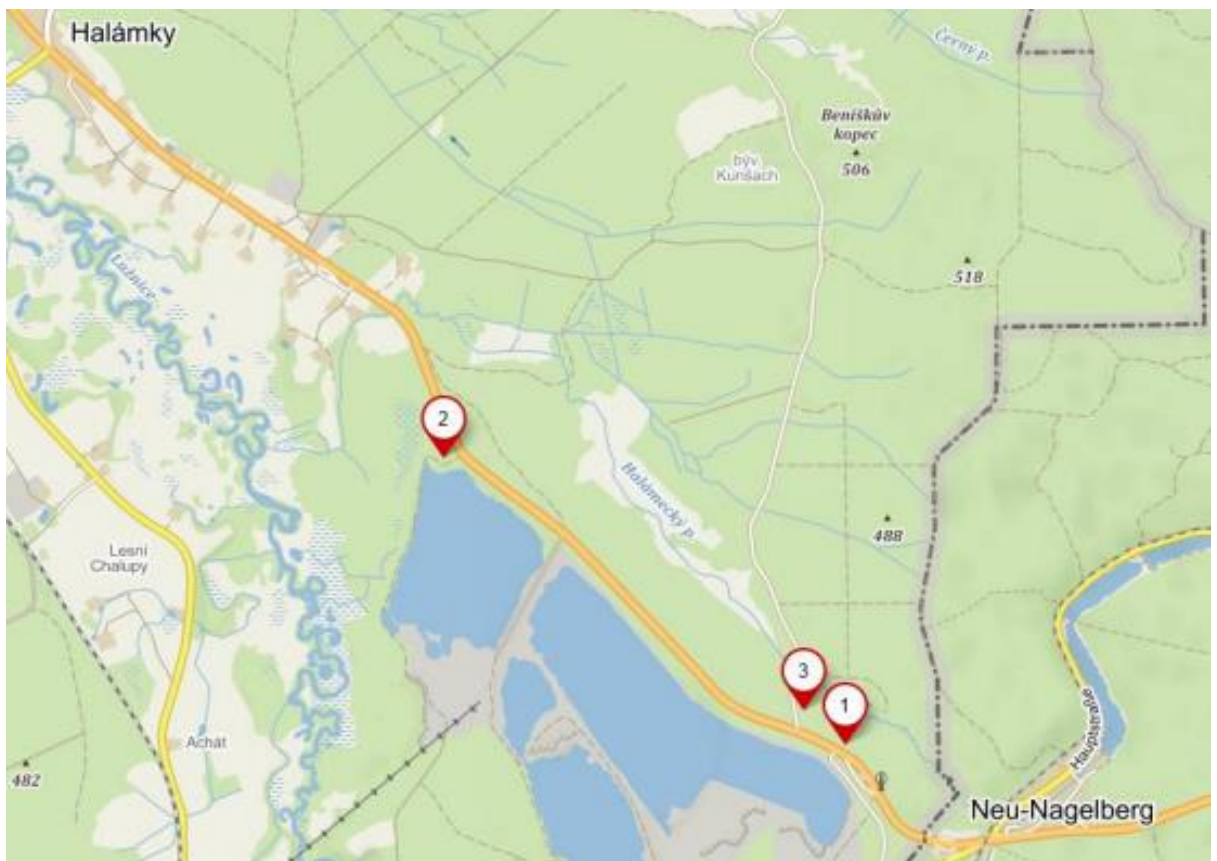 Halámky
Černý p.
Beniškův
kopec
506
býv.
Kunšach
Lužnice
518
2
Halámecký p.
488
Lesní
Chalupy
3
1
Hauptstraße
Achát
482
Neu-Nagelberg